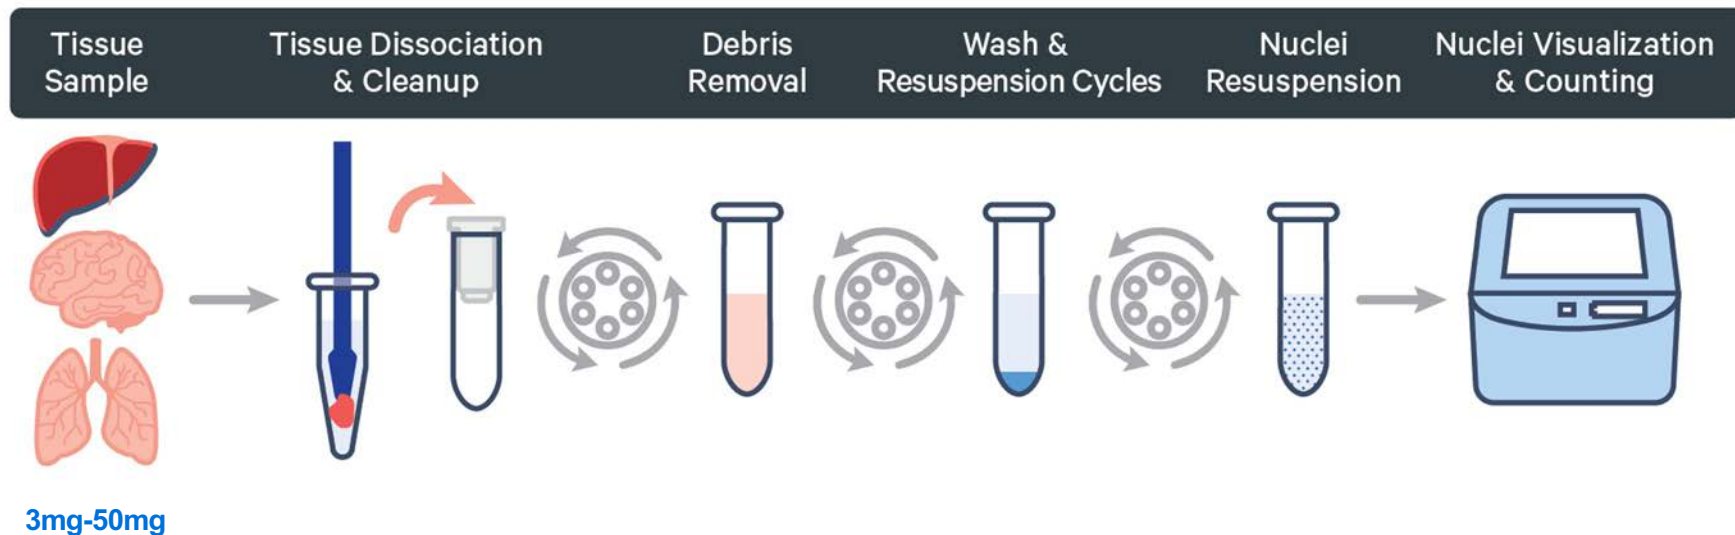 Tissue
Sample
Tissue Dissociation
& Cleanup
Debris
Removal
Wash &
Resuspension Cycles
Nuclei
Resuspension
Nuclei Visualization
& Counting
3mg-50mg